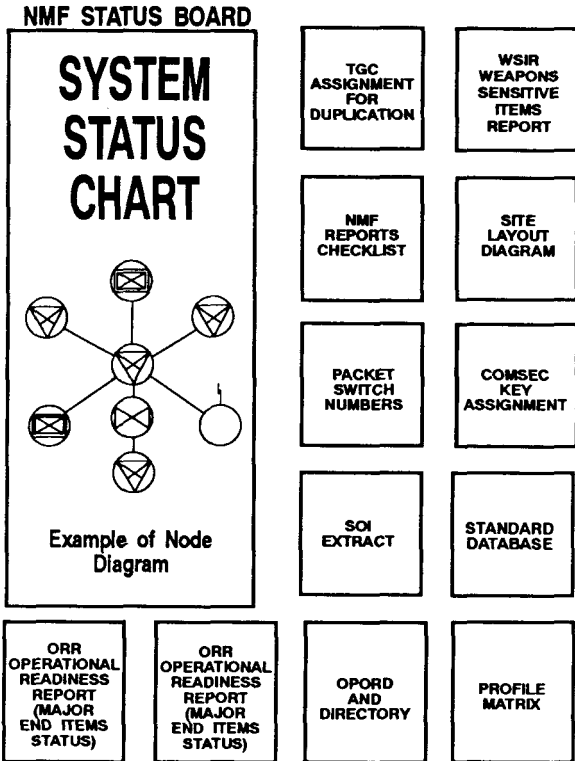 NMF STATUS BOARD
SYSTEM
STATUS
CHART
Example of Node
Diagram
TGC
ASSIGNMENT
FOR
DUPLICATION
WSIR
WEAPONS
SENSITIVE
ITEMS
REPORT
NMF
REPORTS
CHECKLIST
SITE
LAYOUT
DIAGRAM
PACKET
SWITCH
NUMBERS
COMSEC
KEY
ASSIGNMENT
SOI
EXTRACT
STANDARD
DATABASE
ORR
OPERATIONAL
READINESS
REPORT
(MAJOR
END ITEMS
STATUS)
ORR
OPERATIONAL
READINESS
REPORT
(MAJOR
END ITEMS
STATUS)
OPORD
AND
DIRECTORY
PROFILE
MATRIX